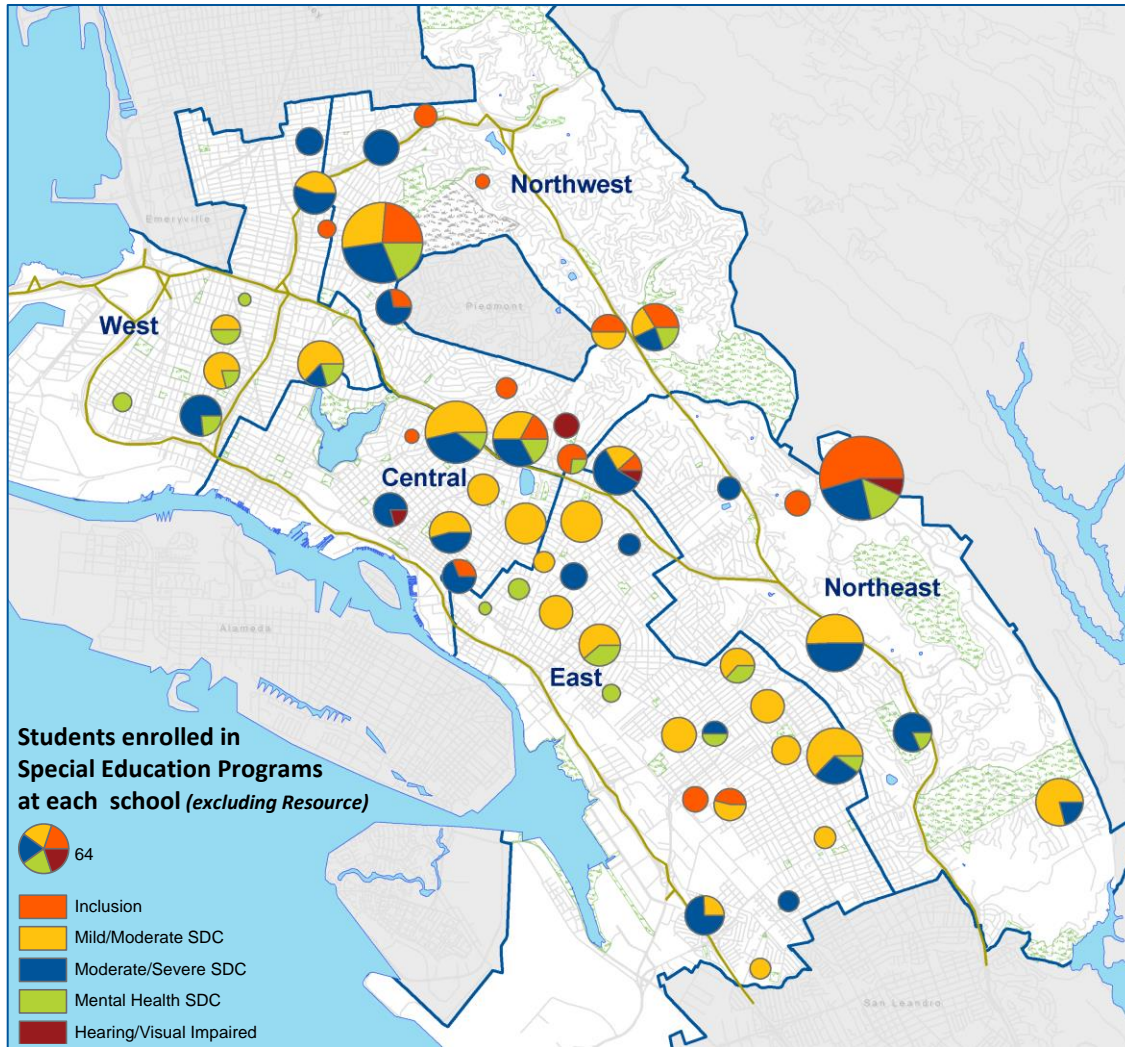 Northwest
Emeryville
Piedmont
West
Central
Northeast
Alameda
East
Students enrolled in
Special Education Programs
at each school (excluding Resource)
64
Inclusion
Mild/Moderate SDC
Moderate/Severe SDC
Mental Health SDC
Hearing/Visual Impaired
San Leandro